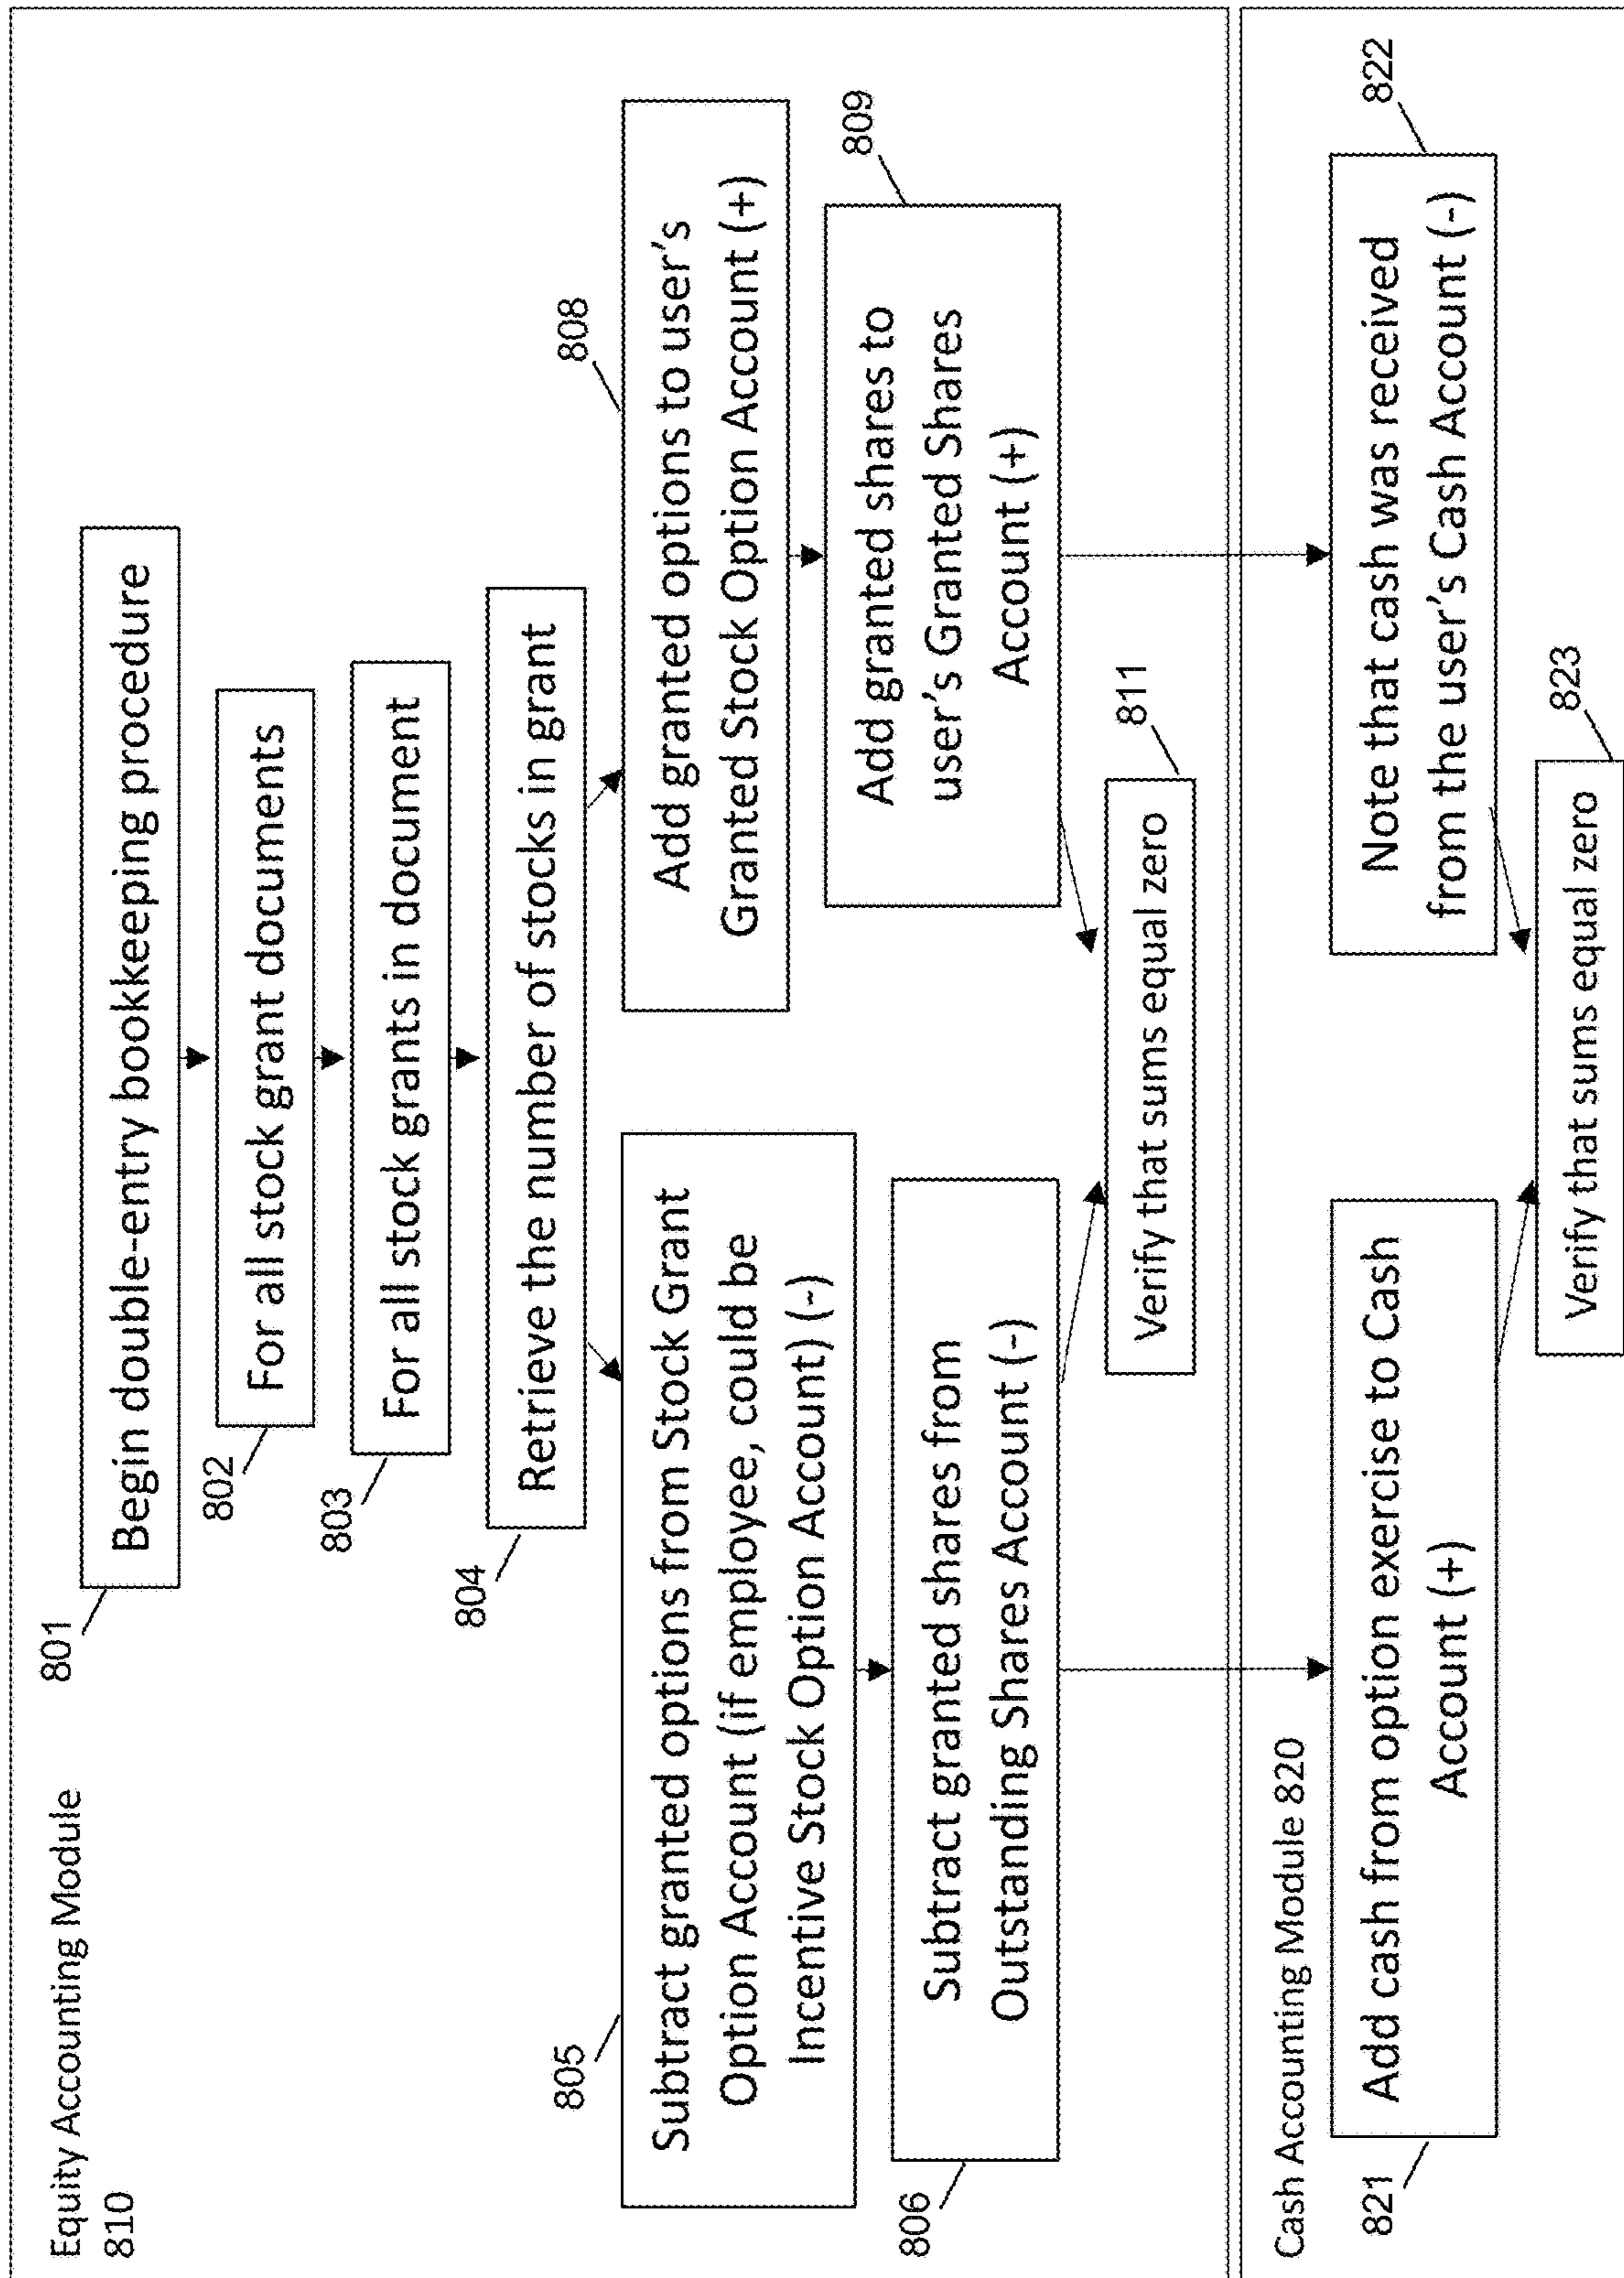 Equity Accounting Module
810
801
Begin double-entry bookkeeping procedure
802
For all stock grant documents
803
For all stock grants in document
804
Retrieve the number of stocks in grant
805
Subtract granted options from Stock Grant
Option Account (if employee, could be
Incentive Stock Option Account) (-)
808
Add granted options to user's
Granted Stock Option Account (+)
806
Subtract granted shares from
Outstanding Shares Account (-)
809
Add granted shares to
user's Granted Shares
Account (+)
811
Verify that sums equal zero
Cash Accounting Module 820
821
Add cash from option exercise to Cash
Account (+)
822
Note that cash was received
from the user's Cash Account (-)
823
Verify that sums equal zero